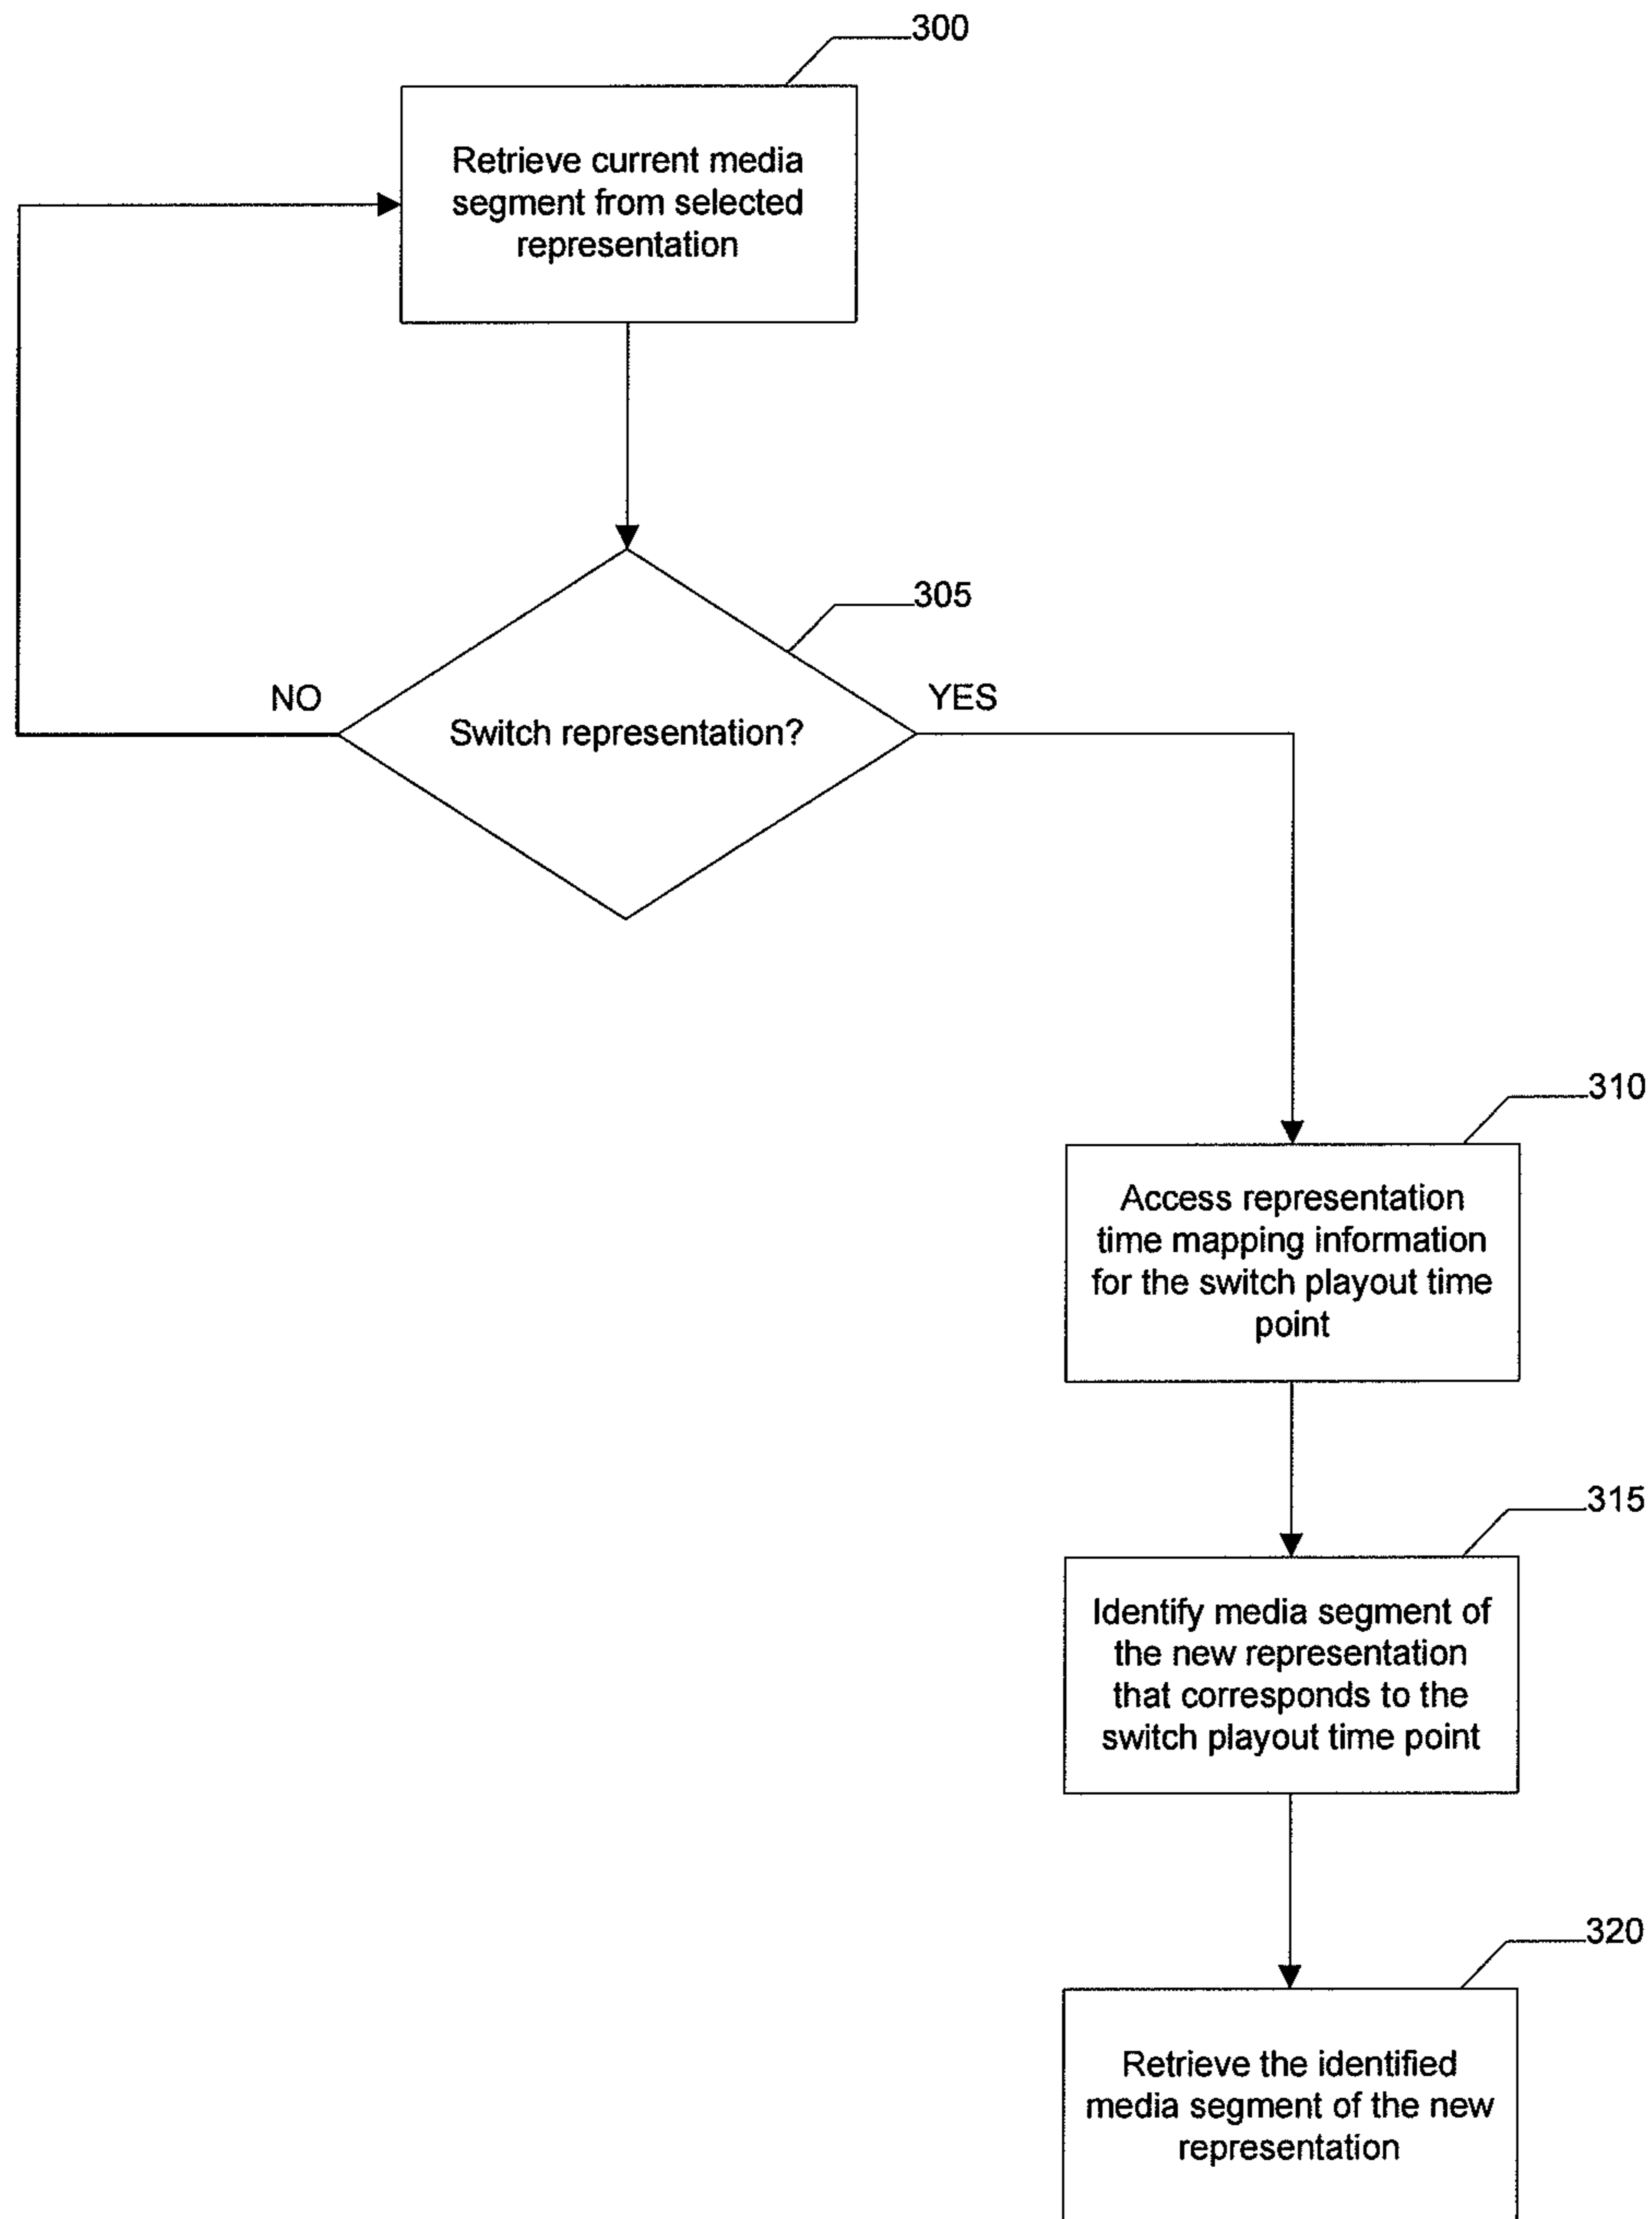 300
Retrieve current media
segment from selected
representation
305
NO
YES
Switch representation?
310
Access representation
time mapping information
for the switch playout time
point
315
Identify media segment of
the new representation
that corresponds to the
switch playout time point
320
Retrieve the identified
media segment of the new
representation